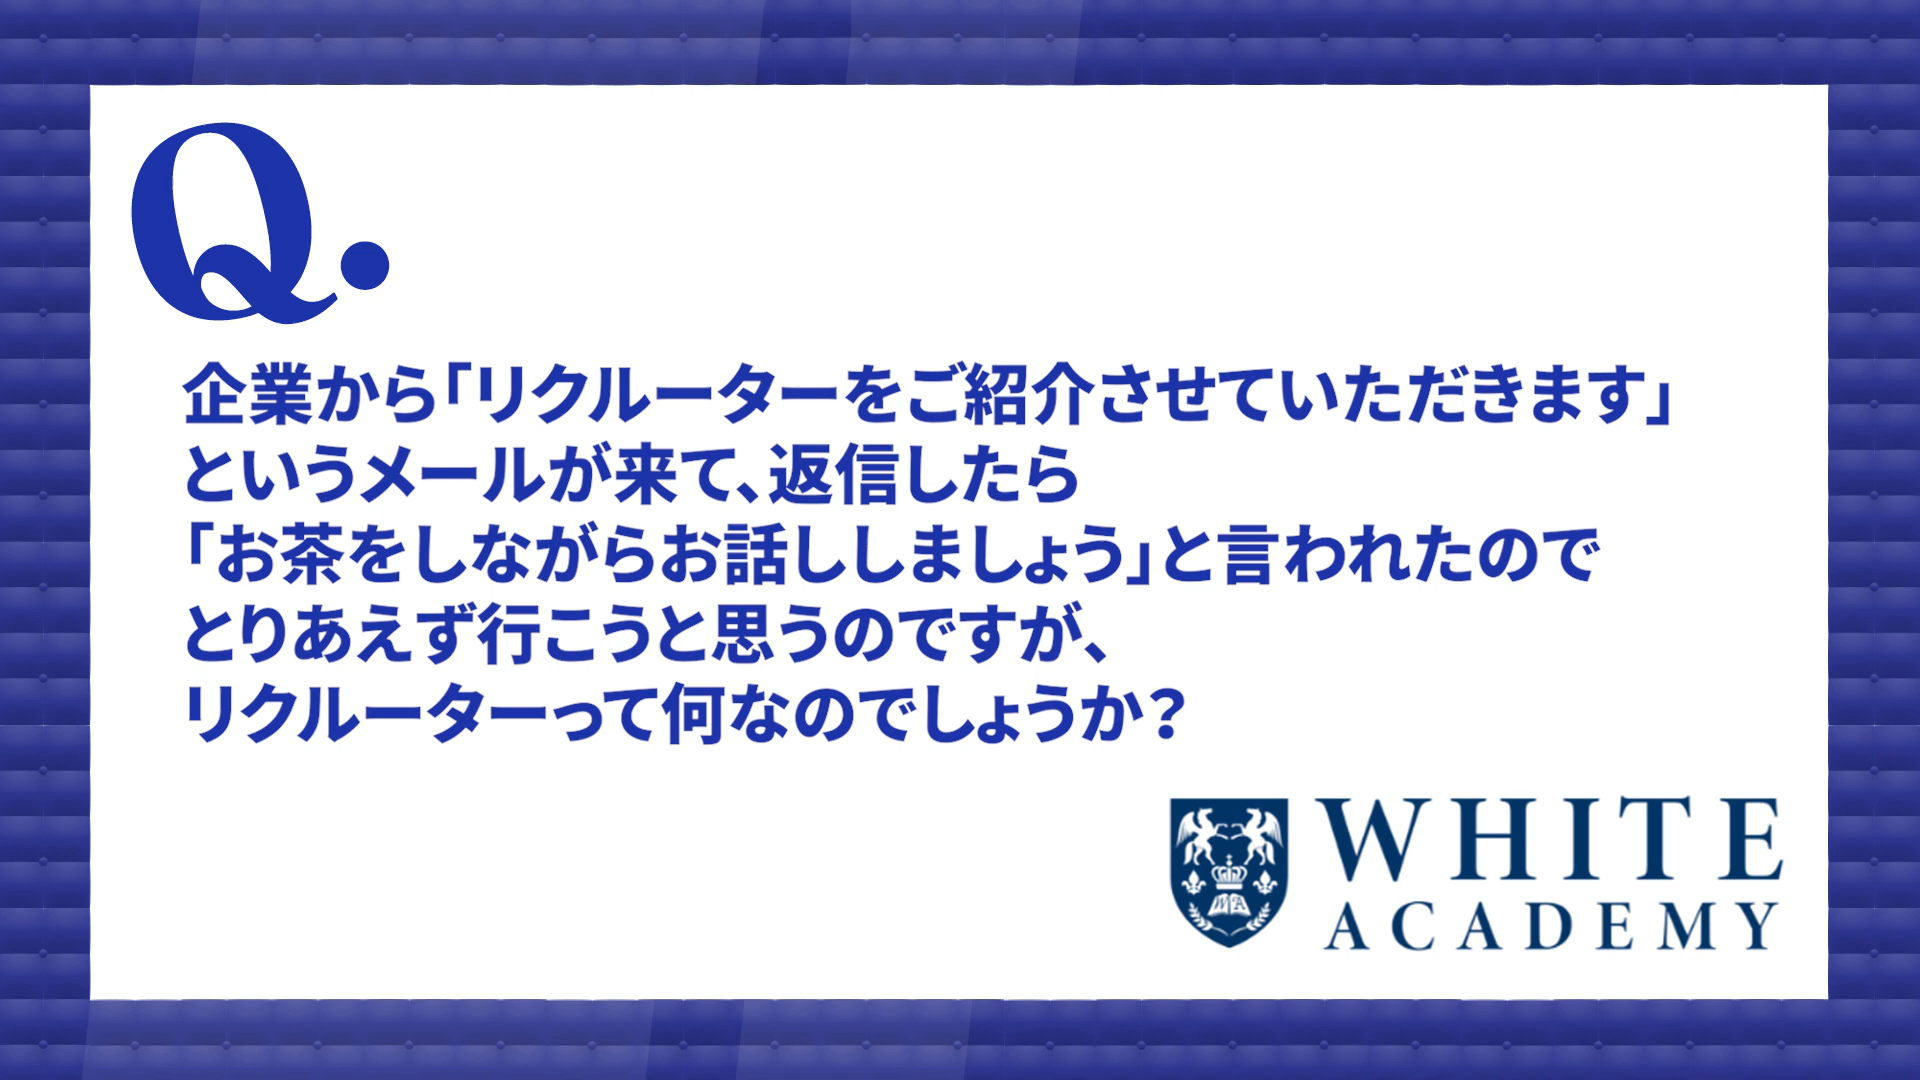 Q.
企業から「リクルーターをご紹介させていただきます」
というメールが来て、返信したら
「お茶をしながらお話ししましょう」と言われたので
とりあえず行こうと思うのですが、
リクルーターって何なのでしょうか？
WHITE
ACADEMY